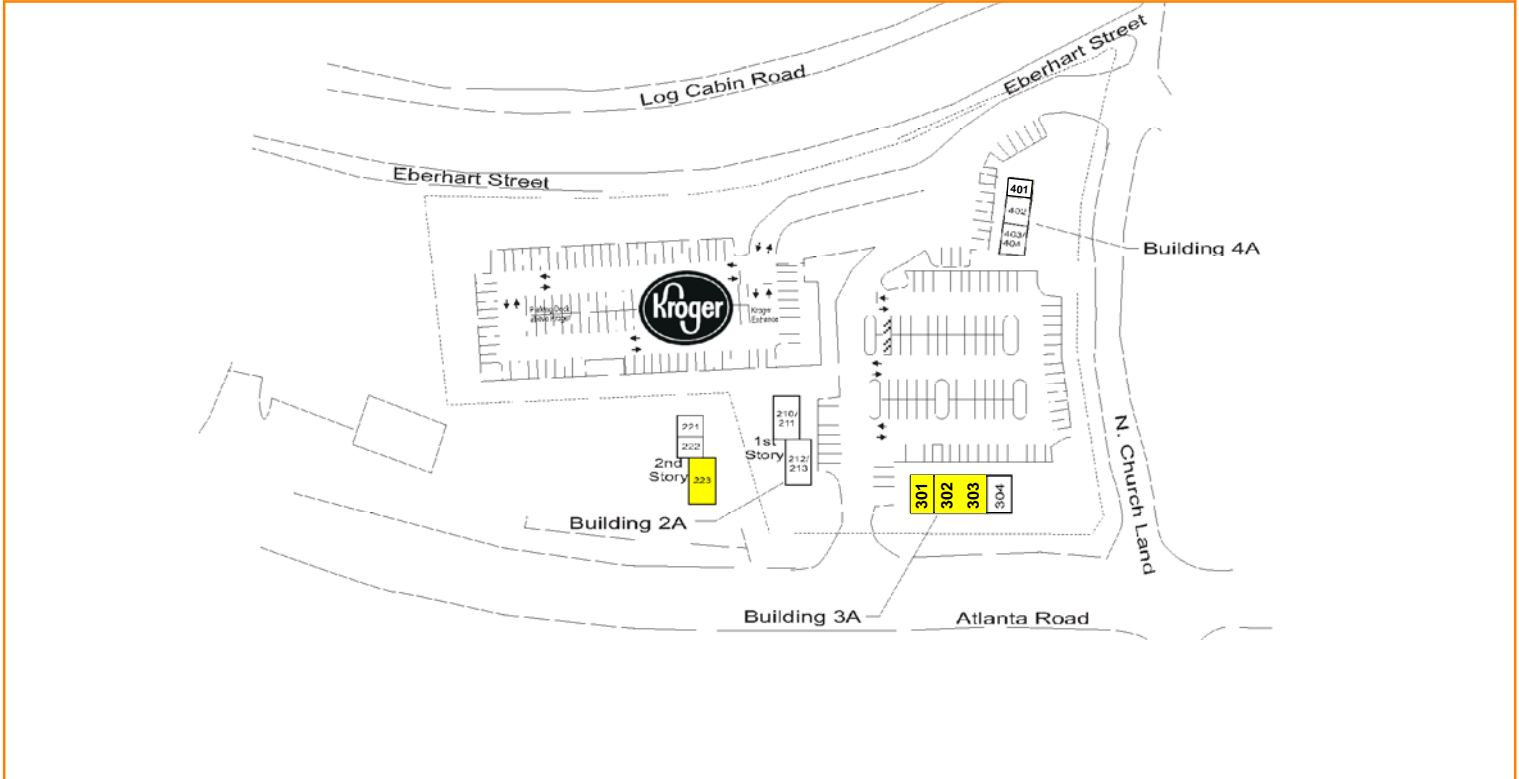 Log Cabin Road
Eberhart Street
Eberhart Street
401
402
403/
404
Building 4A
Kroger
Parking Deck
Above Kroger
Kroger
Entrance
210/
211
1st
Story
212/
213
221
222
2nd
Story
223
Building 2A
301
302
303
304
N. Church Land
Building 3A
Atlanta Road